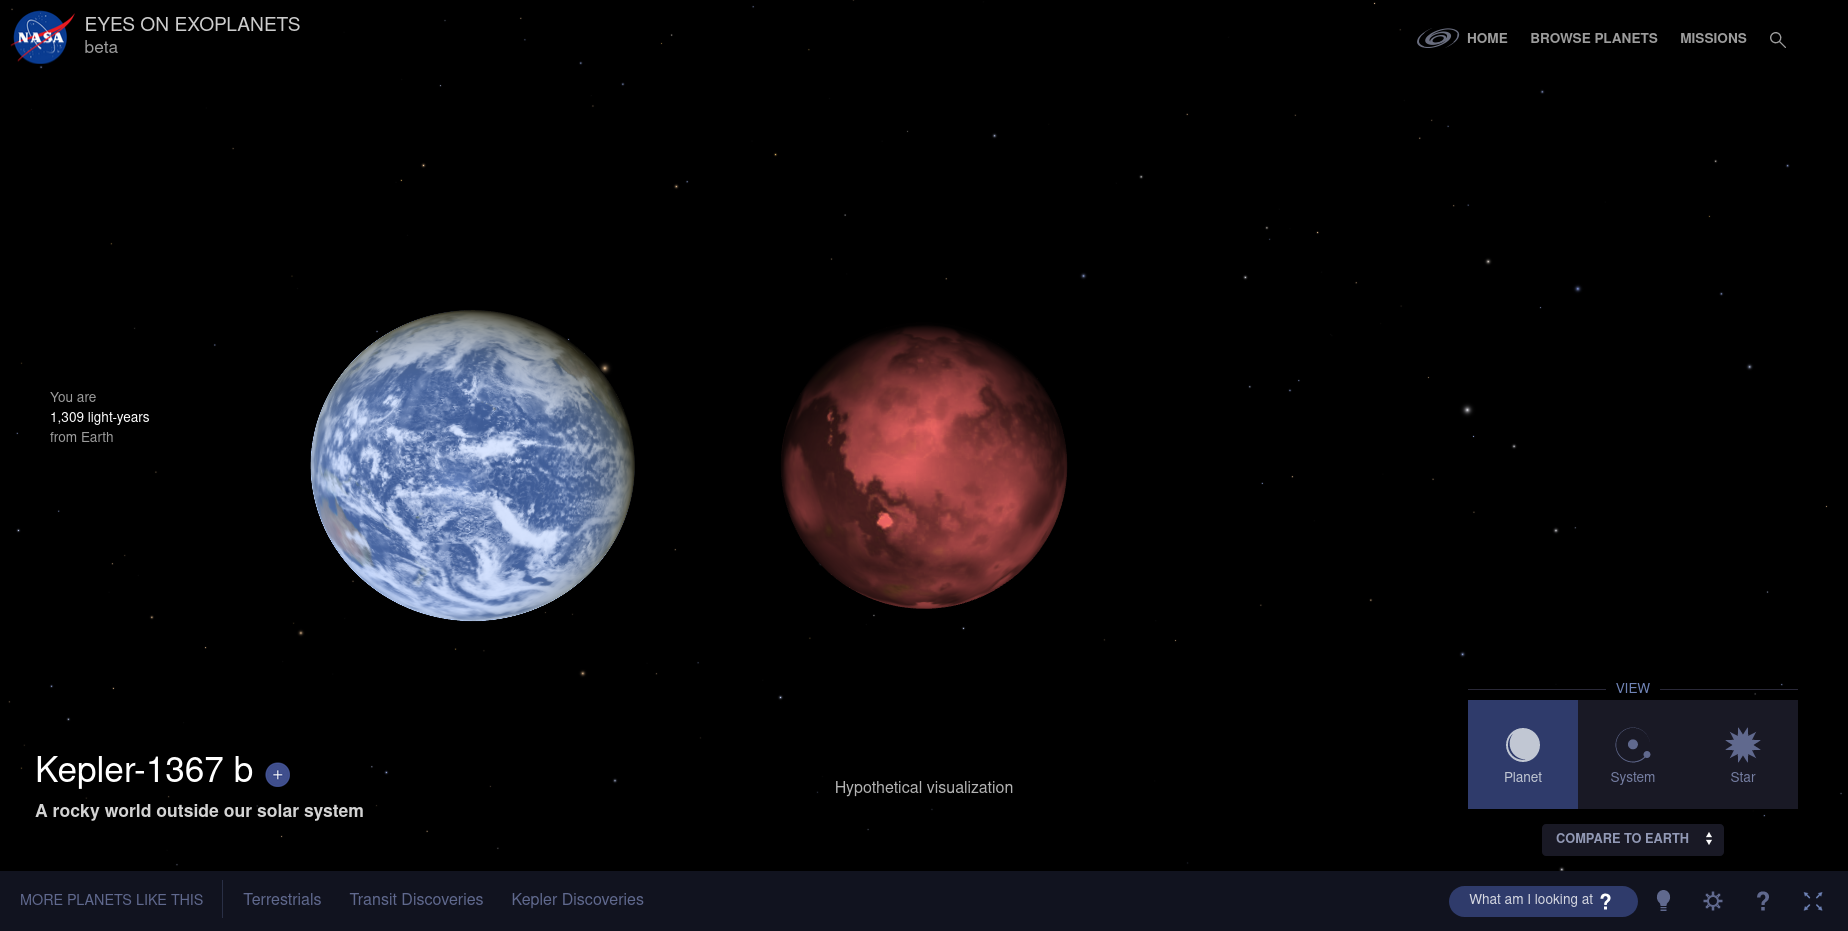 NASA
EYES ON EXOPLANETS
beta
HOME
BROWSE PLANETS
MISSIONS
You are
1,309 light-years
from Earth
VIEW
Planet
System
Star
Kepler-1367 b +
A rocky world outside our solar system
Hypothetical visualization
COMPARE TO EARTH
MORE PLANETS LIKE THIS
Terrestrials
Transit Discoveries
Kepler Discoveries
What am I looking at ?
?